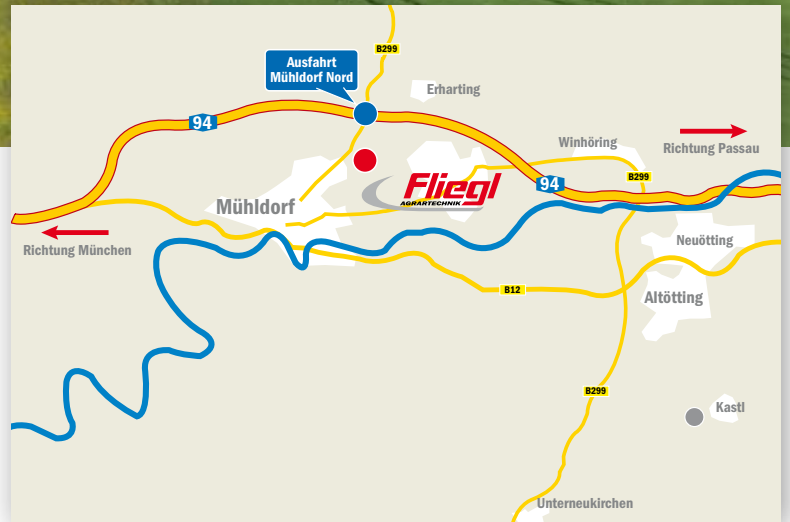 B299
Ausfahrt
Mühldorf Nord
Erharting
94
Winhöring
Richtung Passau
Fliegl
AGRARTECHNIK
94
B299
Mühldorf
Richtung München
Neuötting
B12
Altötting
B299
Kastl
Unterneukirchen